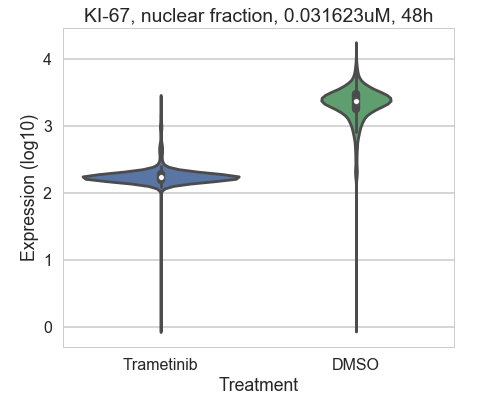 KI-67, nuclear fraction, 0.031623uM, 48h
Expression (log10)
4
3
2
1
0
Trametinib
DMSO
Treatment